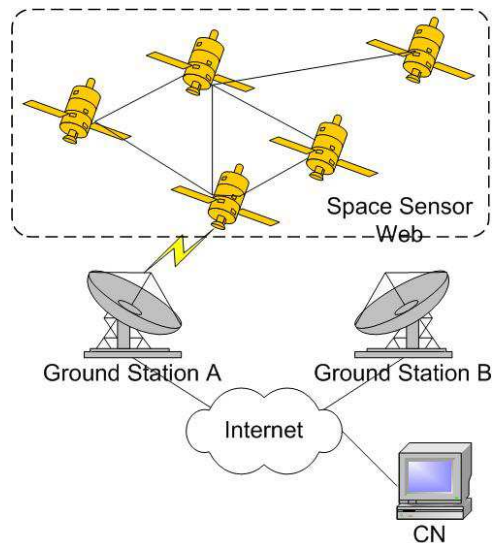 Space Sensor
Web
Ground Station A
Ground Station B
Internet
CN